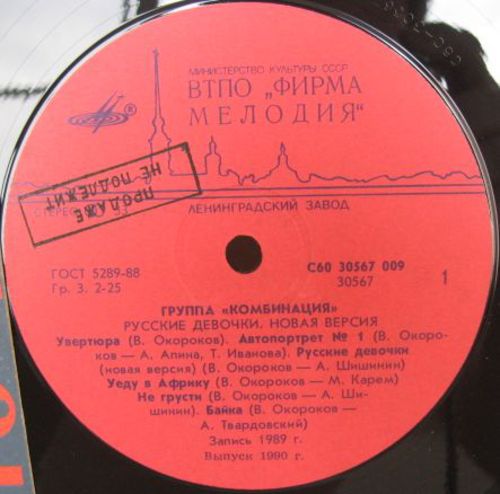 МИНИСТЕРСТВО КУЛЬТУРЫ СССР
ВТПО „ФИРМА
МЕЛОДИЯ"
ПРОДАЖЕ
НЕ ПОДЛЕЖИТ
СТЕРЕО 33
ЛЕНИНГРАДСКИЙ ЗАВОД
ГОСТ 5289-88
Гр. 3. 2-25
С60 30567 009
30567
1
ГРУППА «КОМБИНАЦИЯ»
РУССКИЕ ДЕВОЧКИ. НОВАЯ ВЕРСИЯ
Увертюра (В. Окороков). Автопортрет № 1 (В. Окоро-
ков — А. Апина, Т. Иванова). Русские девочки
(новая версия) (В. Окороков — А. Шишинин)
Уеду в Африку (В. Окороков — М. Карем)
Не грусти (В. Окороков — А. Ши-
шинин). Байка (В. Окороков —
А. Твардовский)
Запись 1989 г.
Выпуск 1990 г.